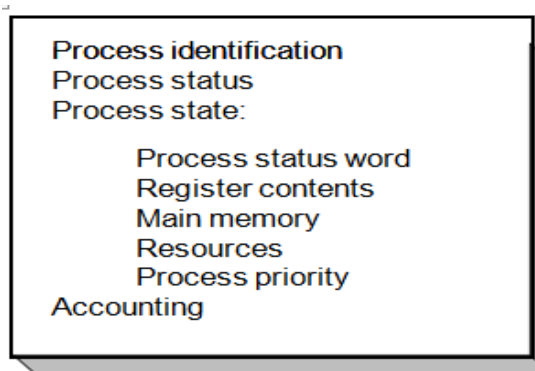 Process identification
Process status
Process state:
Process status word
Register contents
Main memory
Resources
Process priority
Accounting